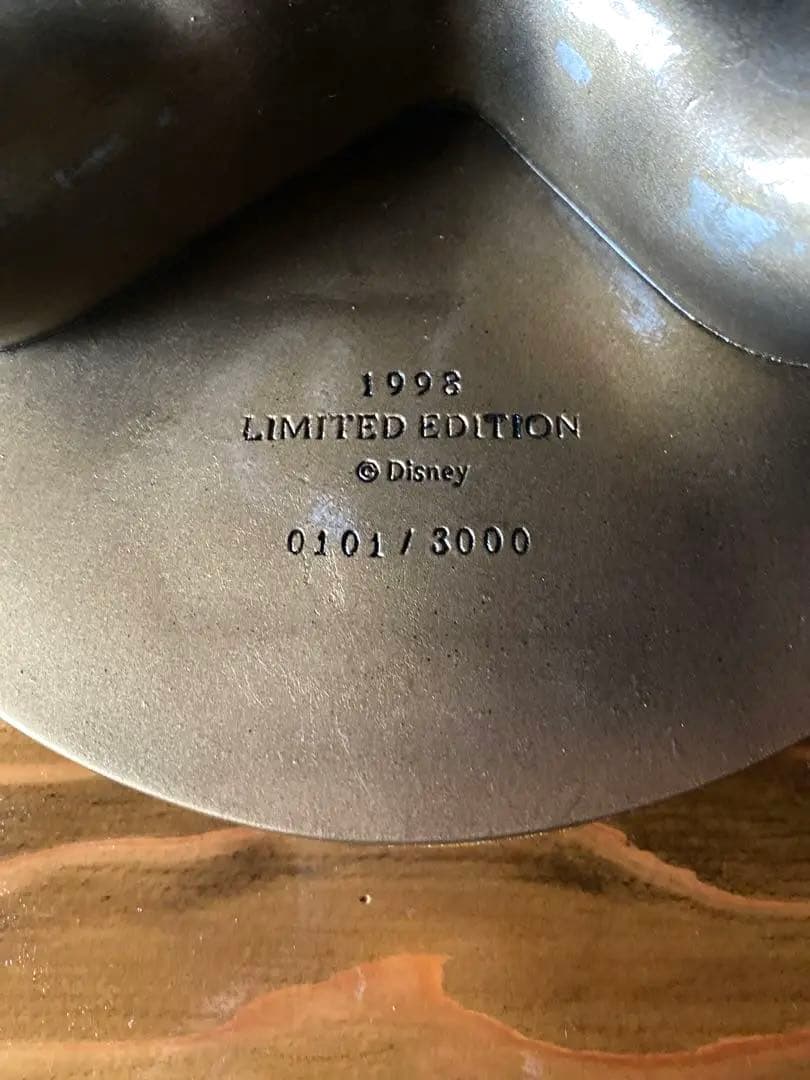 1998
LIMITED EDITION
© Disney
0101 / 3000